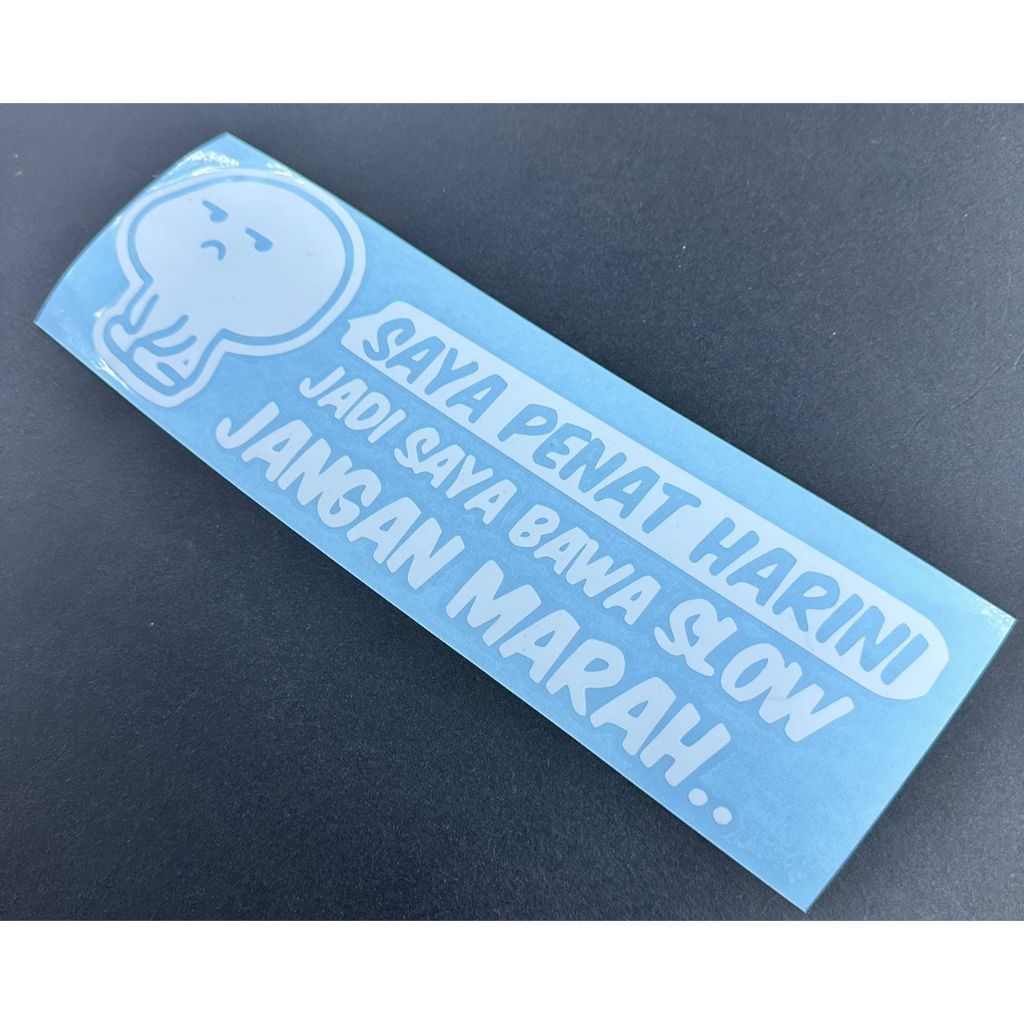 SAYA PENAT HARINI
JADI SAYA BAWA SLOW
JANGAN MARAH..